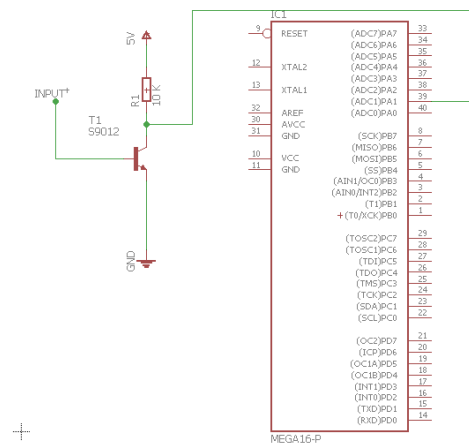 IC1
5V
R1
10 K
INPUT+
T1
S9012
GND
9 RESET
12 XTAL2
13 XTAL1
32 AREF
30 AVCC
31 GND
10 VCC
11 GND
(ADC7)PA7 33
(ADC6)PA6 34
(ADC5)PA5 35
(ADC4)PA4 36
(ADC3)PA3 37
(ADC2)PA2 38
(ADC1)PA1 39
(ADC0)PA0 40
(SCK)PB7 8
(MISO)PB6 7
(MOSI)PB5 6
(SS)PB4 5
(AIN1/OC0)PB3 4
(AIN0/INT2)PB2 3
(T1)PB1 2
(T0/XCK)PB0 1
(TOSC2)PC7 29
(TOSC1)PC6 28
(TDI)PC5 27
(TDO)PC4 26
(TMS)PC3 25
(TCK)PC2 24
(SDA)PC1 23
(SCL)PC0 22
(OC2)PD7 21
(ICP)PD6 20
(OC1A)PD5 19
(OC1B)PD4 18
(INT1)PD3 17
(INT0)PD2 16
(TXD)PD1 15
(RXD)PD0 14
MEGA16-P